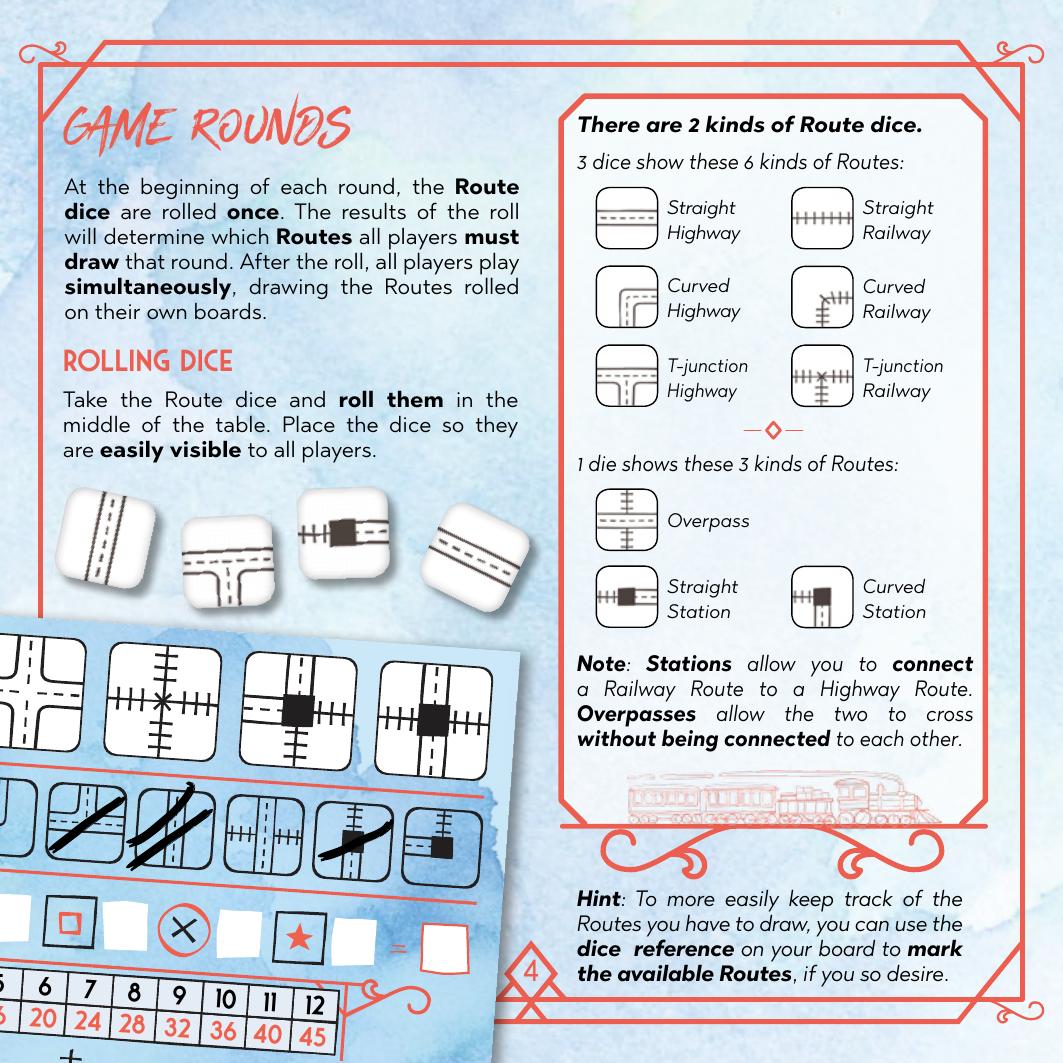 GAME ROUNDS
At the beginning of each round, the Route
dice are rolled once. The results of the roll
will determine which Routes all players must
draw that round. After the roll, all players play
simultaneously, drawing the Routes rolled
on their own boards.
ROLLING DICE
Take the Route dice and roll them in the
middle of the table. Place the dice so they
are easily visible to all players.
=
6 7 8 9 10 11 12
20 24 28 32 36 40 45
There are 2 kinds of Route dice.
3 dice show these 6 kinds of Routes:
Straight
Highway
Straight
Railway
Curved
Highway
Curved
Railway
T-junction
Highway
T-junction
Railway
1 die shows these 3 kinds of Routes:
Overpass
Straight
Station
Curved
Station
Note: Stations allow you to connect
a Railway Route to a Highway Route.
Overpasses allow the two to cross
without being connected to each other.
Hint: To more easily keep track of the
Routes you have to draw, you can use the
dice reference on your board to mark
the available Routes, if you so desire.
4